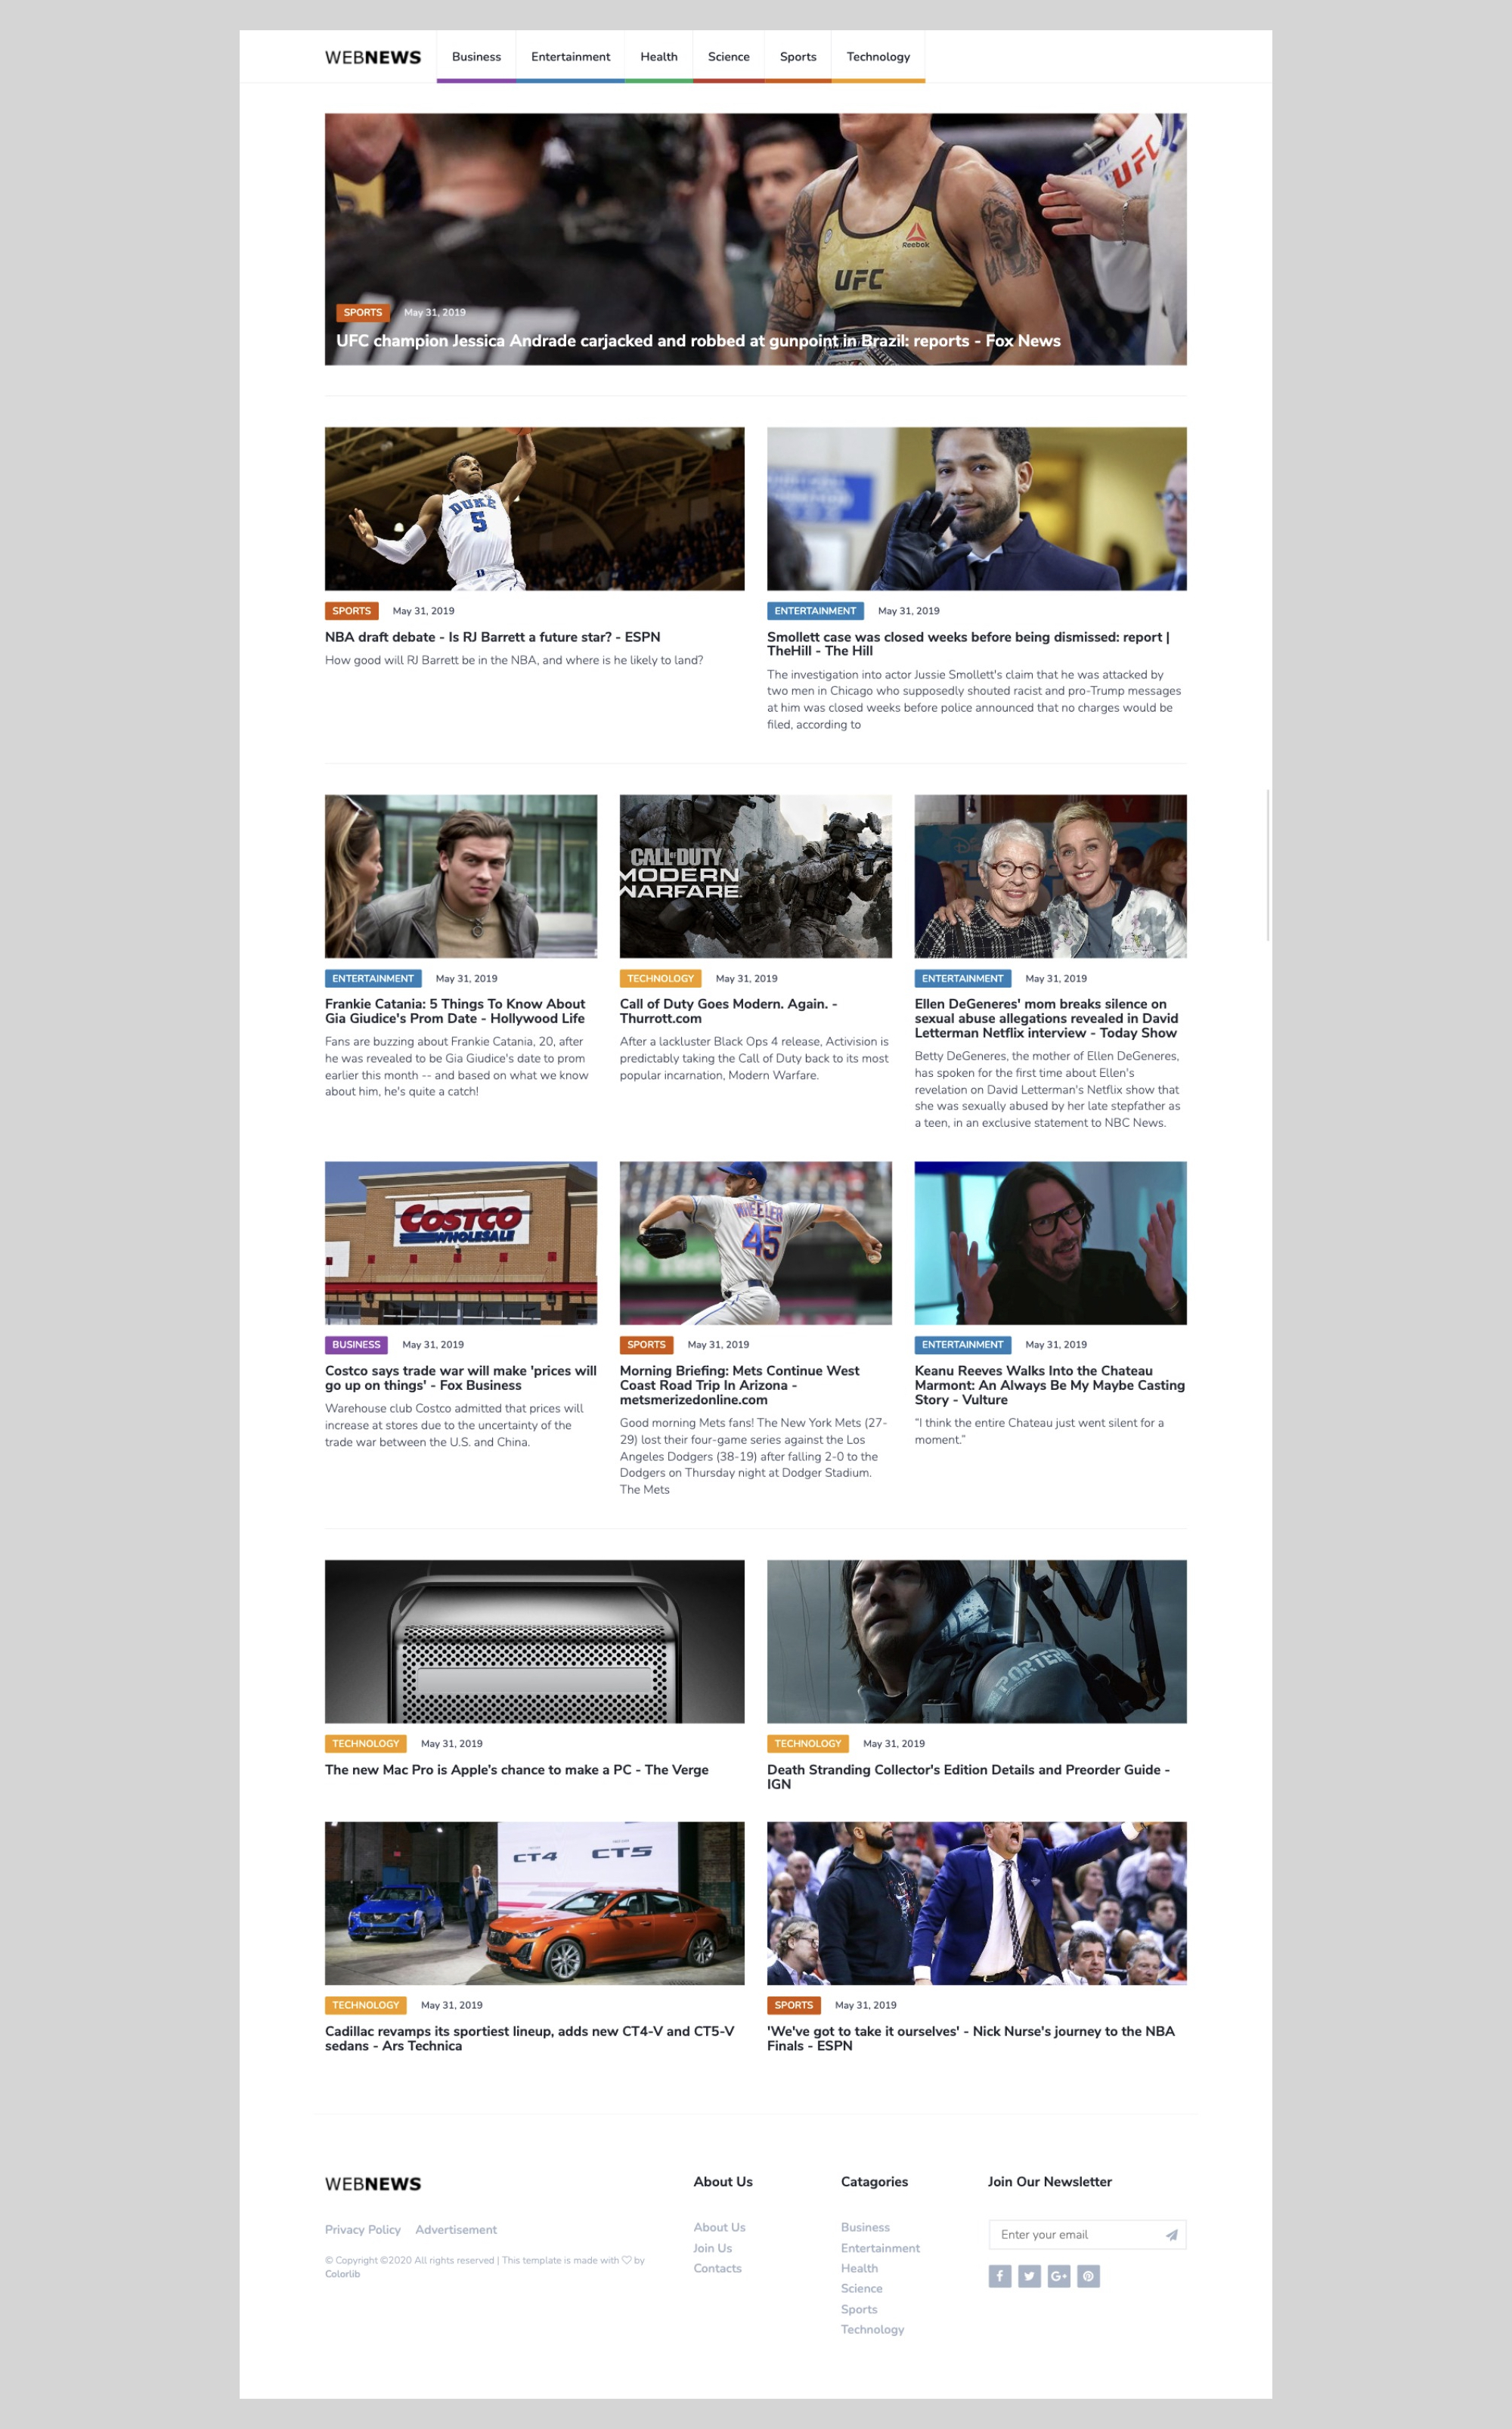 WEBNEWS
Business
Entertainment
Health
Science
Sports
Technology
UFC
Reebok
UFC
SPORTS May 31, 2019
UFC champion Jessica Andrade carjacked and robbed at gunpoint in Brazil: reports - Fox News
DUKE
5
SPORTS May 31, 2019
NBA draft debate - Is RJ Barrett a future star? - ESPN
How good will RJ Barrett be in the NBA, and where is he likely to land?
ENTERTAINMENT May 31, 2019
Smollett case was closed weeks before being dismissed: report |
TheHill - The Hill
The investigation into actor Jussie Smollett's claim that he was attacked by
two men in Chicago who supposedly shouted racist and pro-Trump messages
at him was closed weeks before police announced that no charges would be
filed, according to
ENTERTAINMENT May 31, 2019
Frankie Catania: 5 Things To Know About
Gia Giudice's Prom Date - Hollywood Life
Fans are buzzing about Frankie Catania, 20, after
he was revealed to be Gia Giudice's date to prom
earlier this month -- and based on what we know
about him, he's quite a catch!
CALL OF DUTY
MODERN
WARFARE
TECHNOLOGY May 31, 2019
Call of Duty Goes Modern. Again. -
Thurrott.com
After a lackluster Black Ops 4 release, Activision is
predictably taking the Call of Duty back to its most
popular incarnation, Modern Warfare.
ENTERTAINMENT May 31, 2019
Ellen DeGeneres' mom breaks silence on
sexual abuse allegations revealed in David
Letterman Netflix interview - Today Show
Betty DeGeneres, the mother of Ellen DeGeneres,
has spoken for the first time about Ellen's
revelation on David Letterman's Netflix show that
she was sexually abused by her late stepfather as
a teen, in an exclusive statement to NBC News.
COSTCO
WHOLESALE
BUSINESS May 31, 2019
Costco says trade war will make 'prices will
go up on things' - Fox Business
Warehouse club Costco admitted that prices will
increase at stores due to the uncertainty of the
trade war between the U.S. and China.
WHEELER
45
SPORTS May 31, 2019
Morning Briefing: Mets Continue West
Coast Road Trip In Arizona -
metsmerizedonline.com
Good morning Mets fans! The New York Mets (27-
29) lost their four-game series against the Los
Angeles Dodgers (38-19) after falling 2-0 to the
Dodgers on Thursday night at Dodger Stadium.
The Mets
ENTERTAINMENT May 31, 2019
Keanu Reeves Walks Into the Chateau
Marmont: An Always Be My Maybe Casting
Story - Vulture
“I think the entire Chateau just went silent for a
moment.”
TECHNOLOGY May 31, 2019
The new Mac Pro is Apple's chance to make a PC - The Verge
PORTER
TECHNOLOGY May 31, 2019
Death Stranding Collector's Edition Details and Preorder Guide -
IGN
CT4 CT5
TECHNOLOGY May 31, 2019
Cadillac revamps its sportiest lineup, adds new CT4-V and CT5-V
sedans - Ars Technica
SPORTS May 31, 2019
'We've got to take it ourselves' - Nick Nurse's journey to the NBA
Finals - ESPN
WEBNEWS
Privacy Policy Advertisement
© Copyright ©2020 All rights reserved | This template is made with ♡ by
Colorlib
About Us
About Us
Join Us
Contacts
Catagories
Business
Entertainment
Health
Science
Sports
Technology
Join Our Newsletter
Enter your email